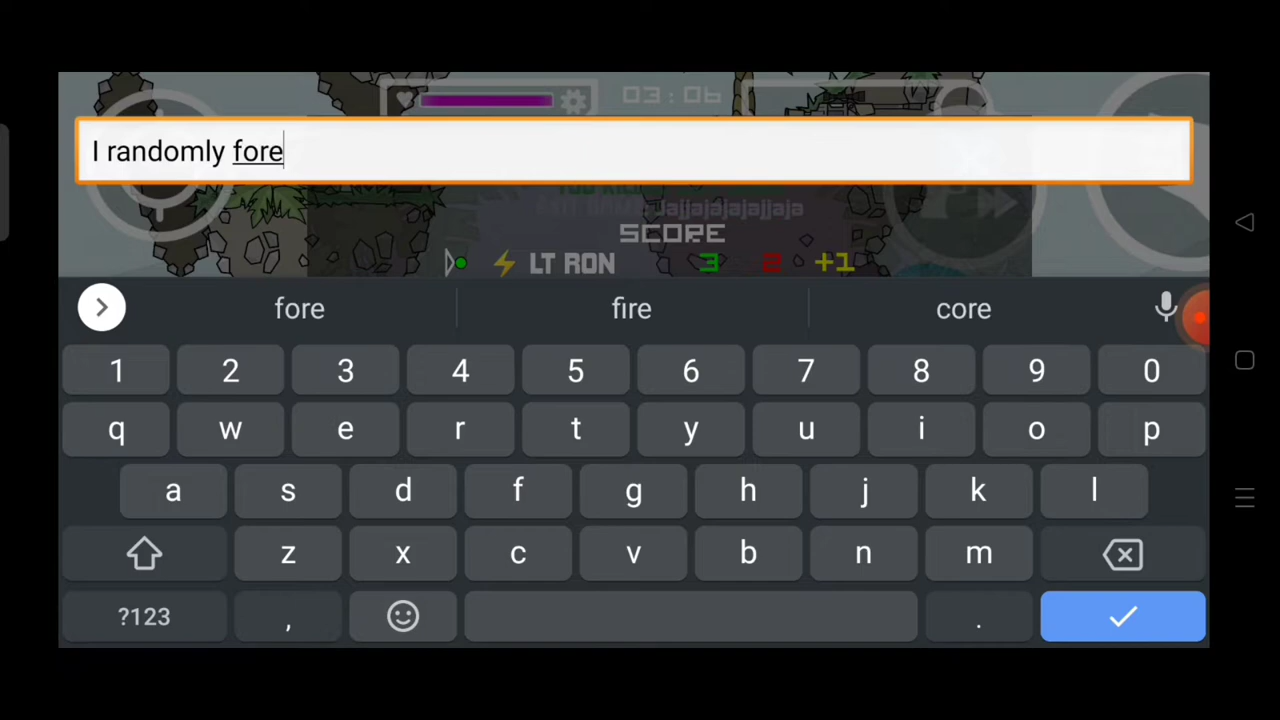 03:06
I randomly fore
jajjajajajajjaja
SCORE
LT RON 3 2 +1
fore fire core
1 2 3 4 5 6 7 8 9 0
q w e r t y u i o p
a s d f g h j k l
z x c v b n m
?123 , .